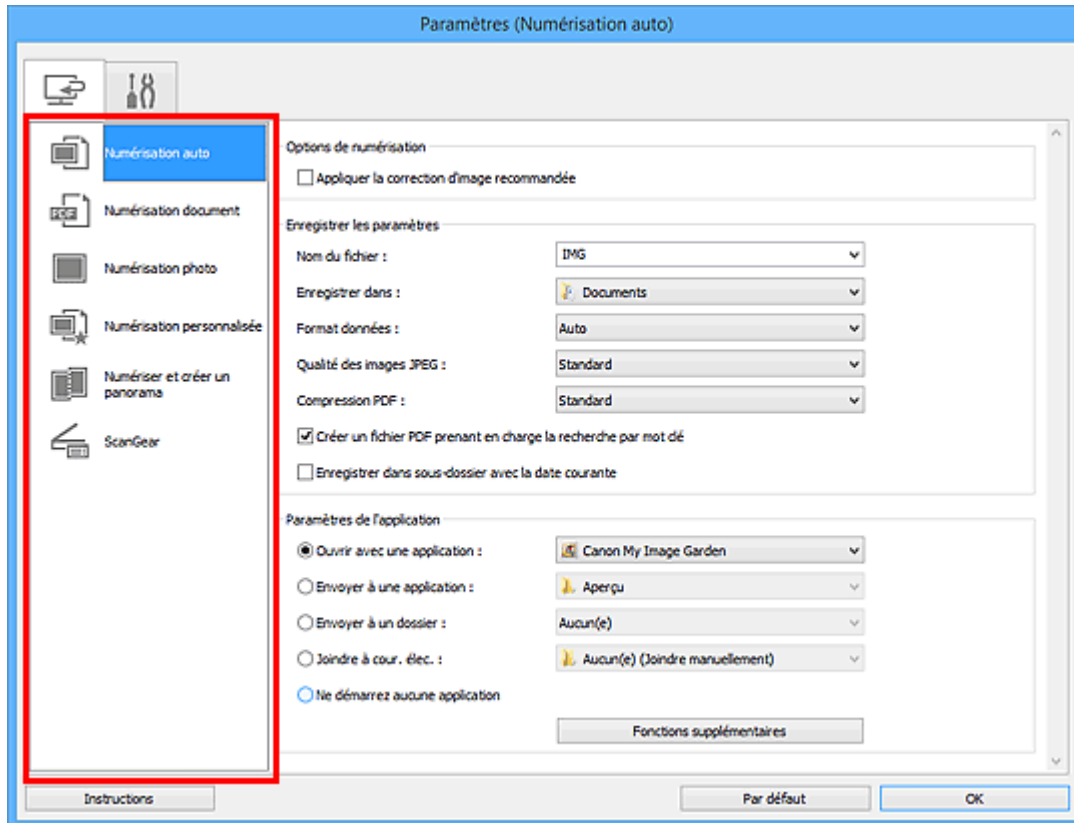 Paramètres (Numérisation auto)
Numérisation auto
PDF
Numérisation document
Numérisation photo
Numérisation personnalisée
Numériser et créer un
panorama
ScanGear
Options de numérisation
Appliquer la correction d'image recommandée
Enregistrer les paramètres
Nom du fichier : IMG
Enregistrer dans : Documents
Format données : Auto
Qualité des images JPEG : Standard
Compression PDF : Standard
Créer un fichier PDF prenant en charge la recherche par mot clé
Enregistrer dans sous-dossier avec la date courante
Paramètres de l'application
Ouvrir avec une application : Canon My Image Garden
Envoyer à une application : Aperçu
Envoyer à un dossier : Aucun(e)
Joindre à cour. élec. : Aucun(e) (Joindre manuellement)
Ne démarrez aucune application
Fonctions supplémentaires
Instructions
Par défaut
OK